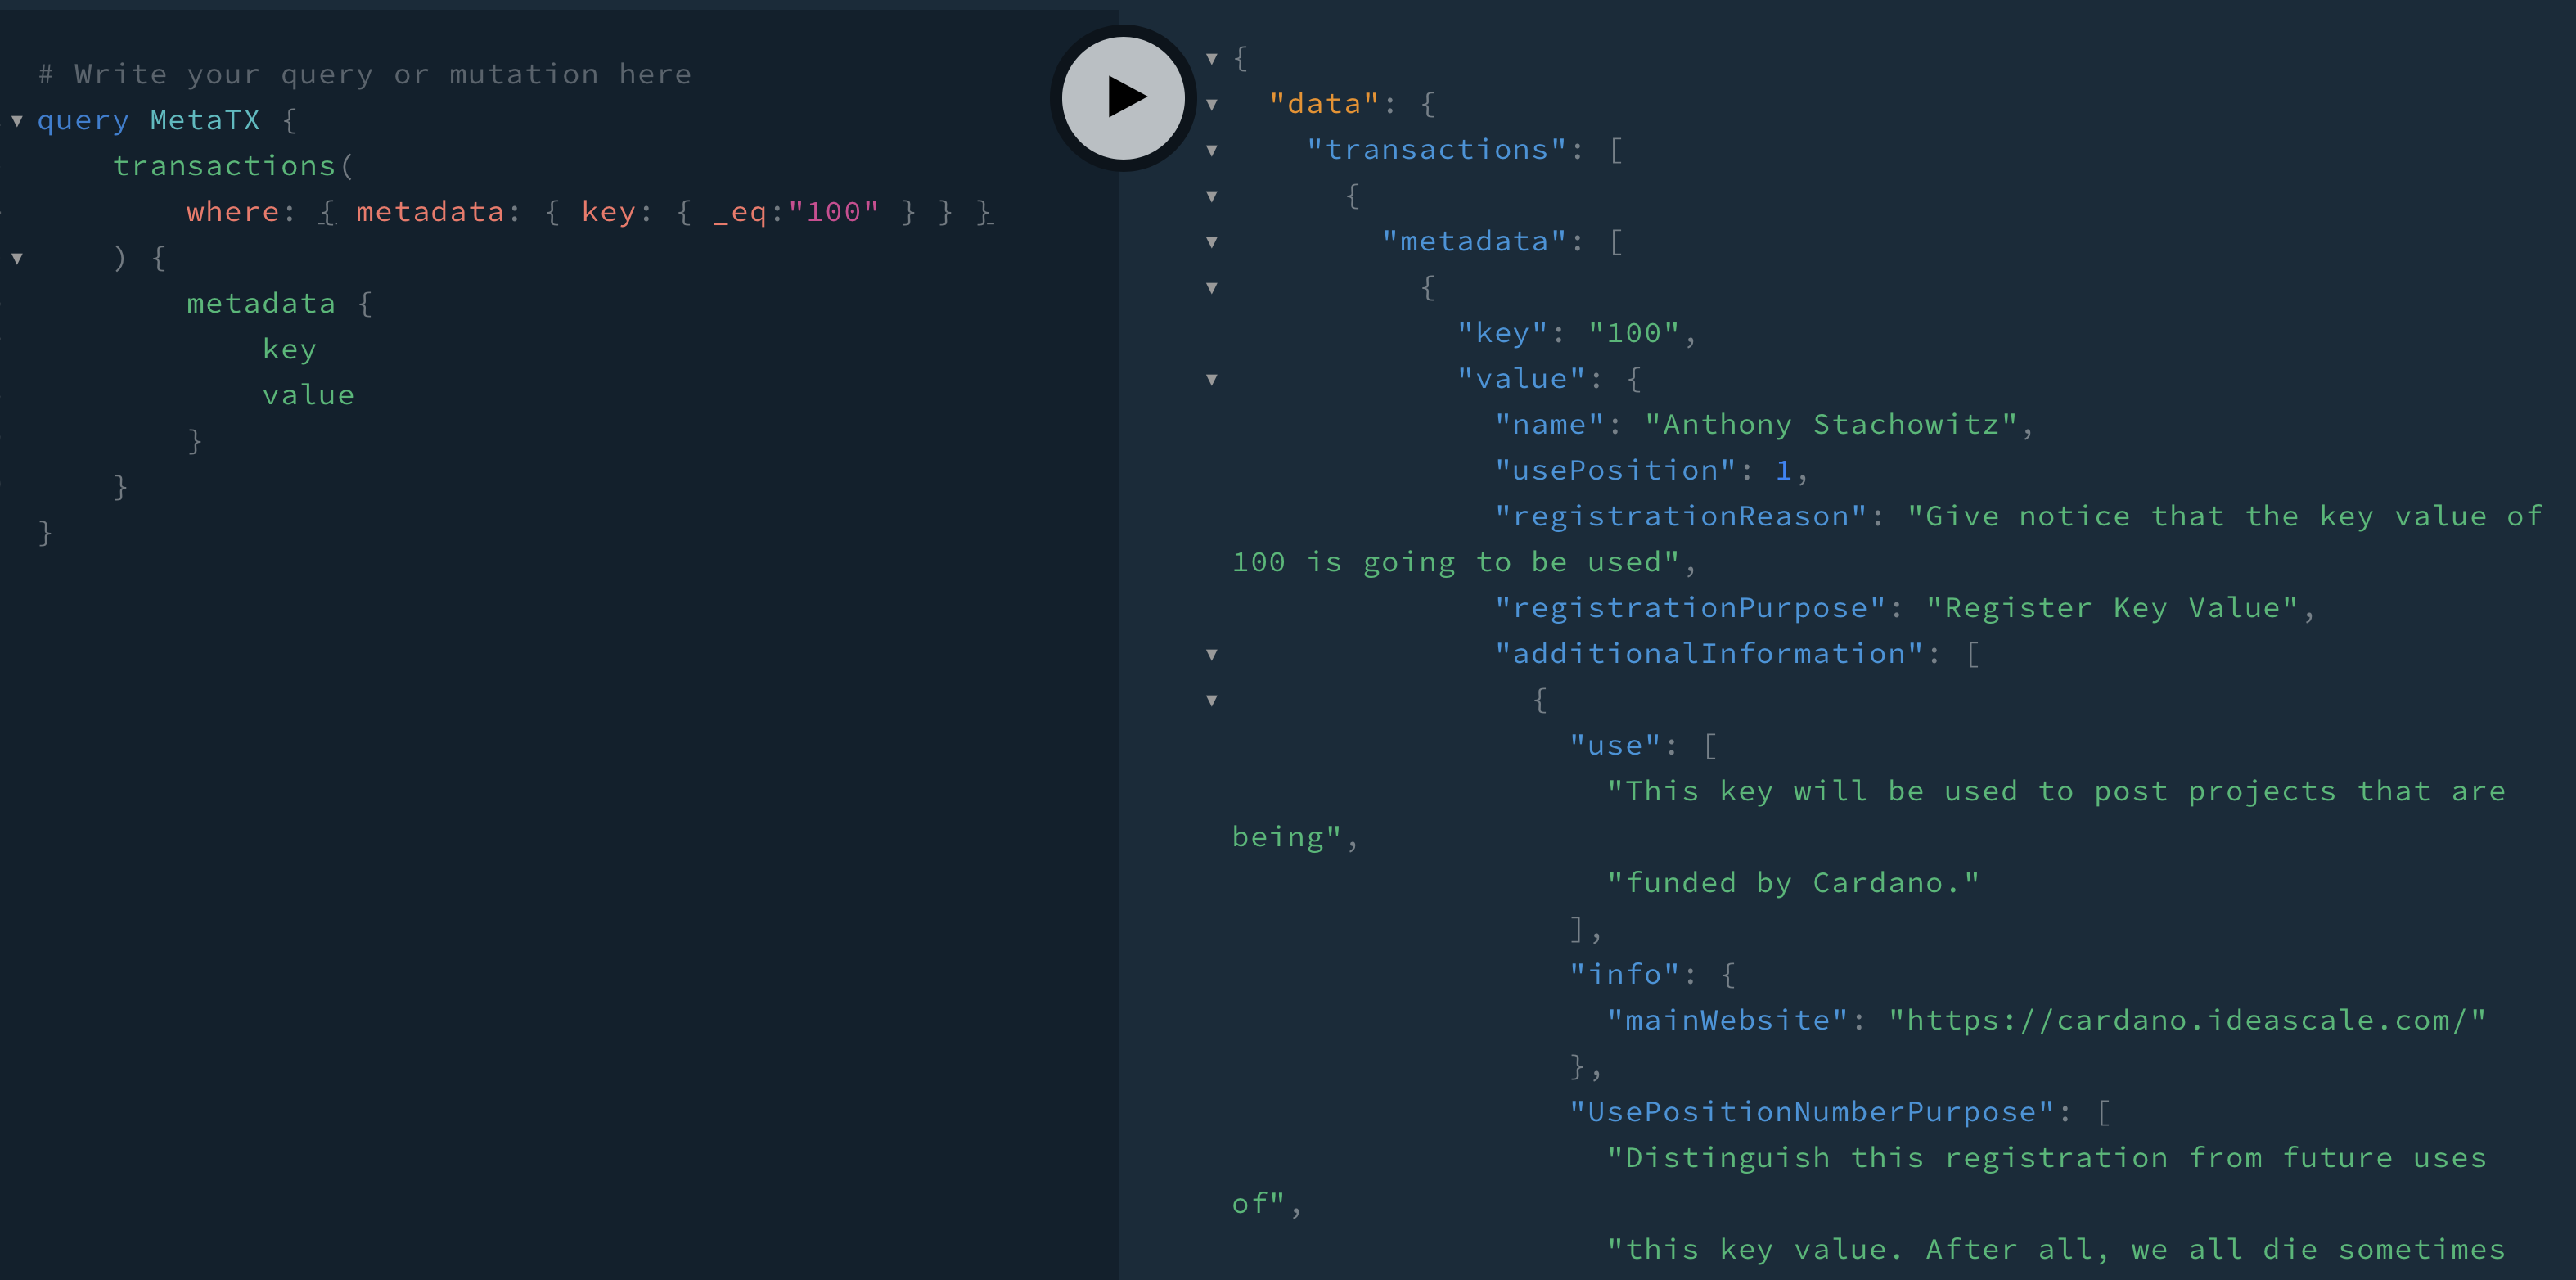 # Write your query or mutation here
query MetaTX {
transactions(
where: { metadata: { key: { _eq:"100" } } }
) {
metadata {
key
value
}
}
}
{
"data": {
"transactions": [
{
"metadata": [
{
"key": "100",
"value": {
"name": "Anthony Stachowitz",
"usePosition": 1,
"registrationReason": "Give notice that the key value of
100 is going to be used",
"registrationPurpose": "Register Key Value",
"additionalInformation": [
{
"use": [
"This key will be used to post projects that are
being",
"funded by Cardano."
],
"info": {
"mainWebsite": "https://cardano.ideascale.com/"
},
"UsePositionNumberPurpose": [
"Distinguish this registration from future uses
of",
"this key value. After all, we all die sometimes